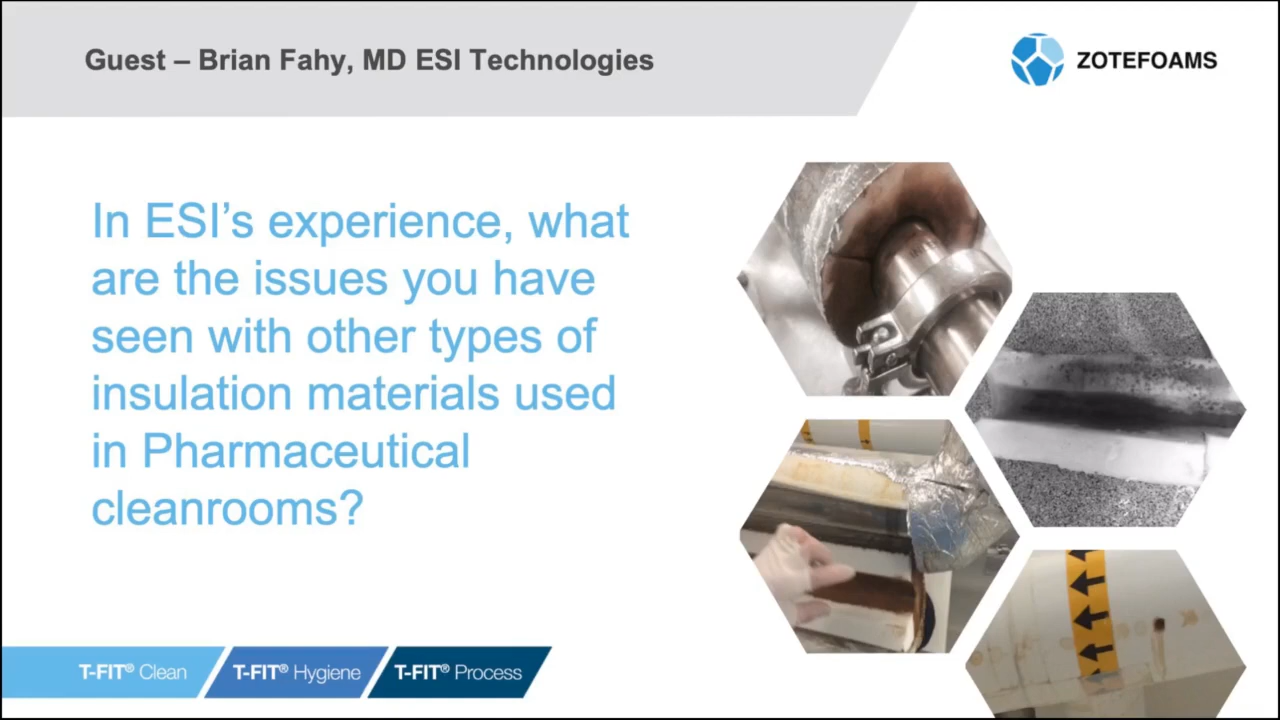 Guest – Brian Fahy, MD ESI Technologies
ZOTEFOAMS
In ESI’s experience, what
are the issues you have
seen with other types of
insulation materials used
in Pharmaceutical
cleanrooms?
T-FIT® Clean
T-FIT® Hygiene
T-FIT® Process